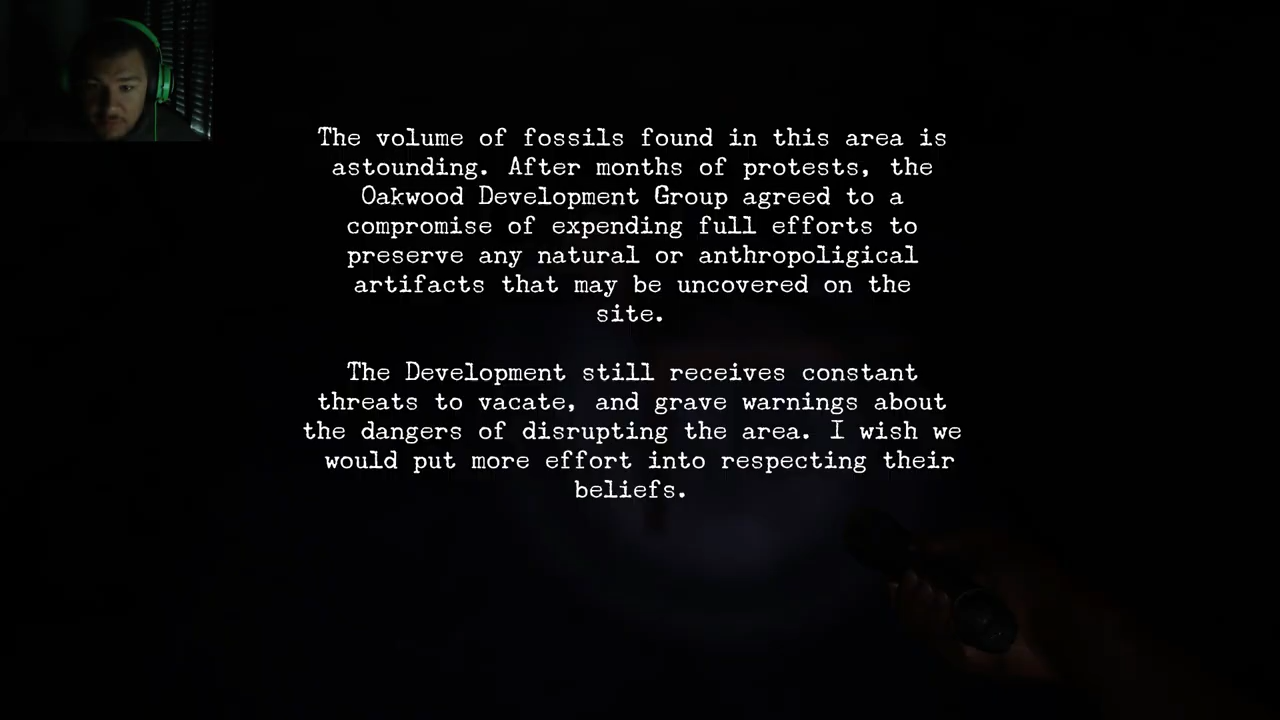 The volume of fossils found in this area is
astounding. After months of protests, the
Oakwood Development Group agreed to a
compromise of expending full efforts to
preserve any natural or anthropoligical
artifacts that may be uncovered on the
site.
The Development still receives constant
threats to vacate, and grave warnings about
the dangers of disrupting the area. I wish we
would put more effort into respecting their
beliefs.